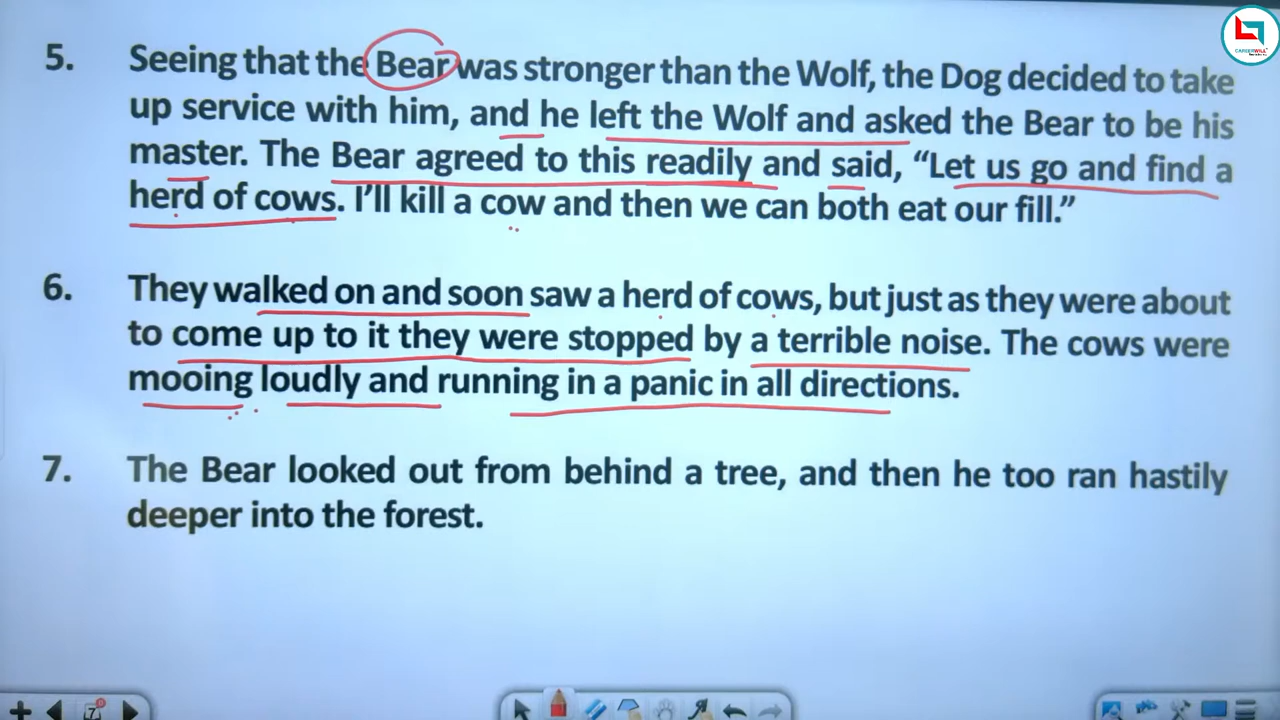 5. Seeing that the Bear was stronger than the Wolf, the Dog decided to take
up service with him, and he left the Wolf and asked the Bear to be his
master. The Bear agreed to this readily and said, “Let us go and find a
herd of cows. I’ll kill a cow and then we can both eat our fill.”
6. They walked on and soon saw a herd of cows, but just as they were about
to come up to it they were stopped by a terrible noise. The cows were
mooing loudly and running in a panic in all directions.
7. The Bear looked out from behind a tree, and then he too ran hastily
deeper into the forest.
CAREERWILL
7